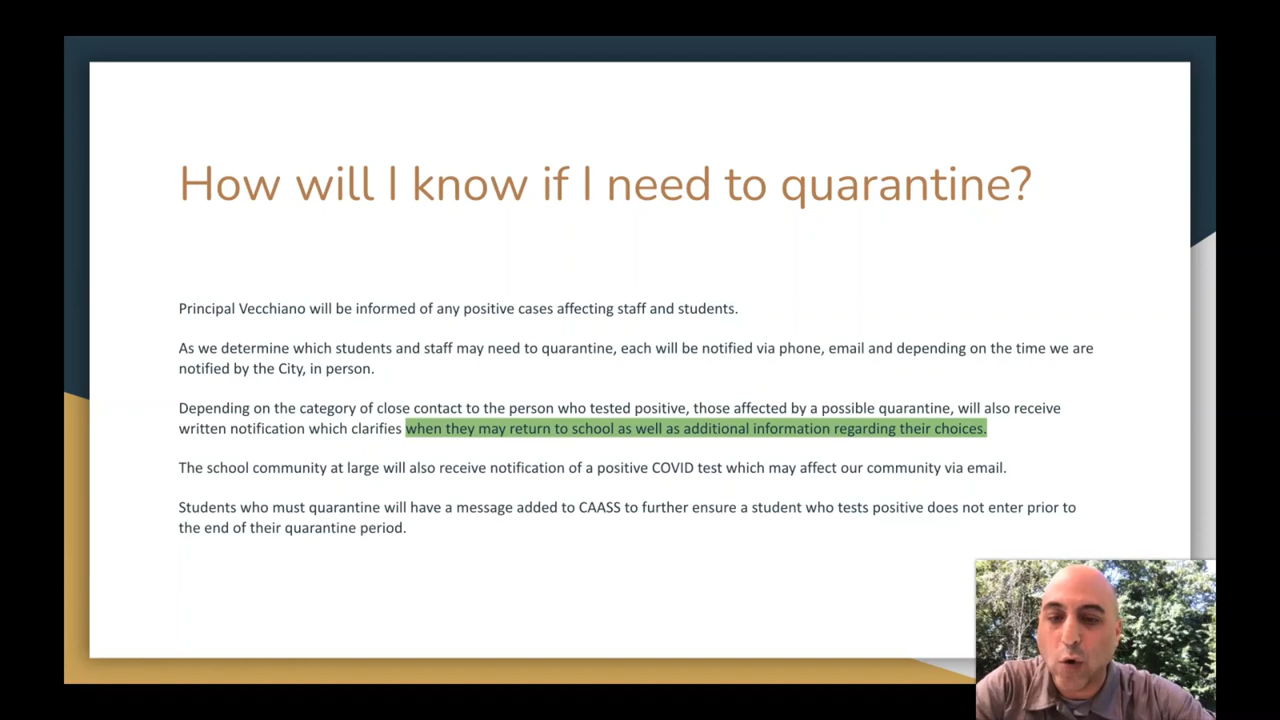 How will I know if I need to quarantine?
Principal Vecchiano will be informed of any positive cases affecting staff and students.
As we determine which students and staff may need to quarantine, each will be notified via phone, email and depending on the time we are
notified by the City, in person.
Depending on the category of close contact to the person who tested positive, those affected by a possible quarantine, will also receive
written notification which clarifies when they may return to school as well as additional information regarding their choices.
The school community at large will also receive notification of a positive COVID test which may affect our community via email.
Students who must quarantine will have a message added to CAASS to further ensure a student who tests positive does not enter prior to
the end of their quarantine period.